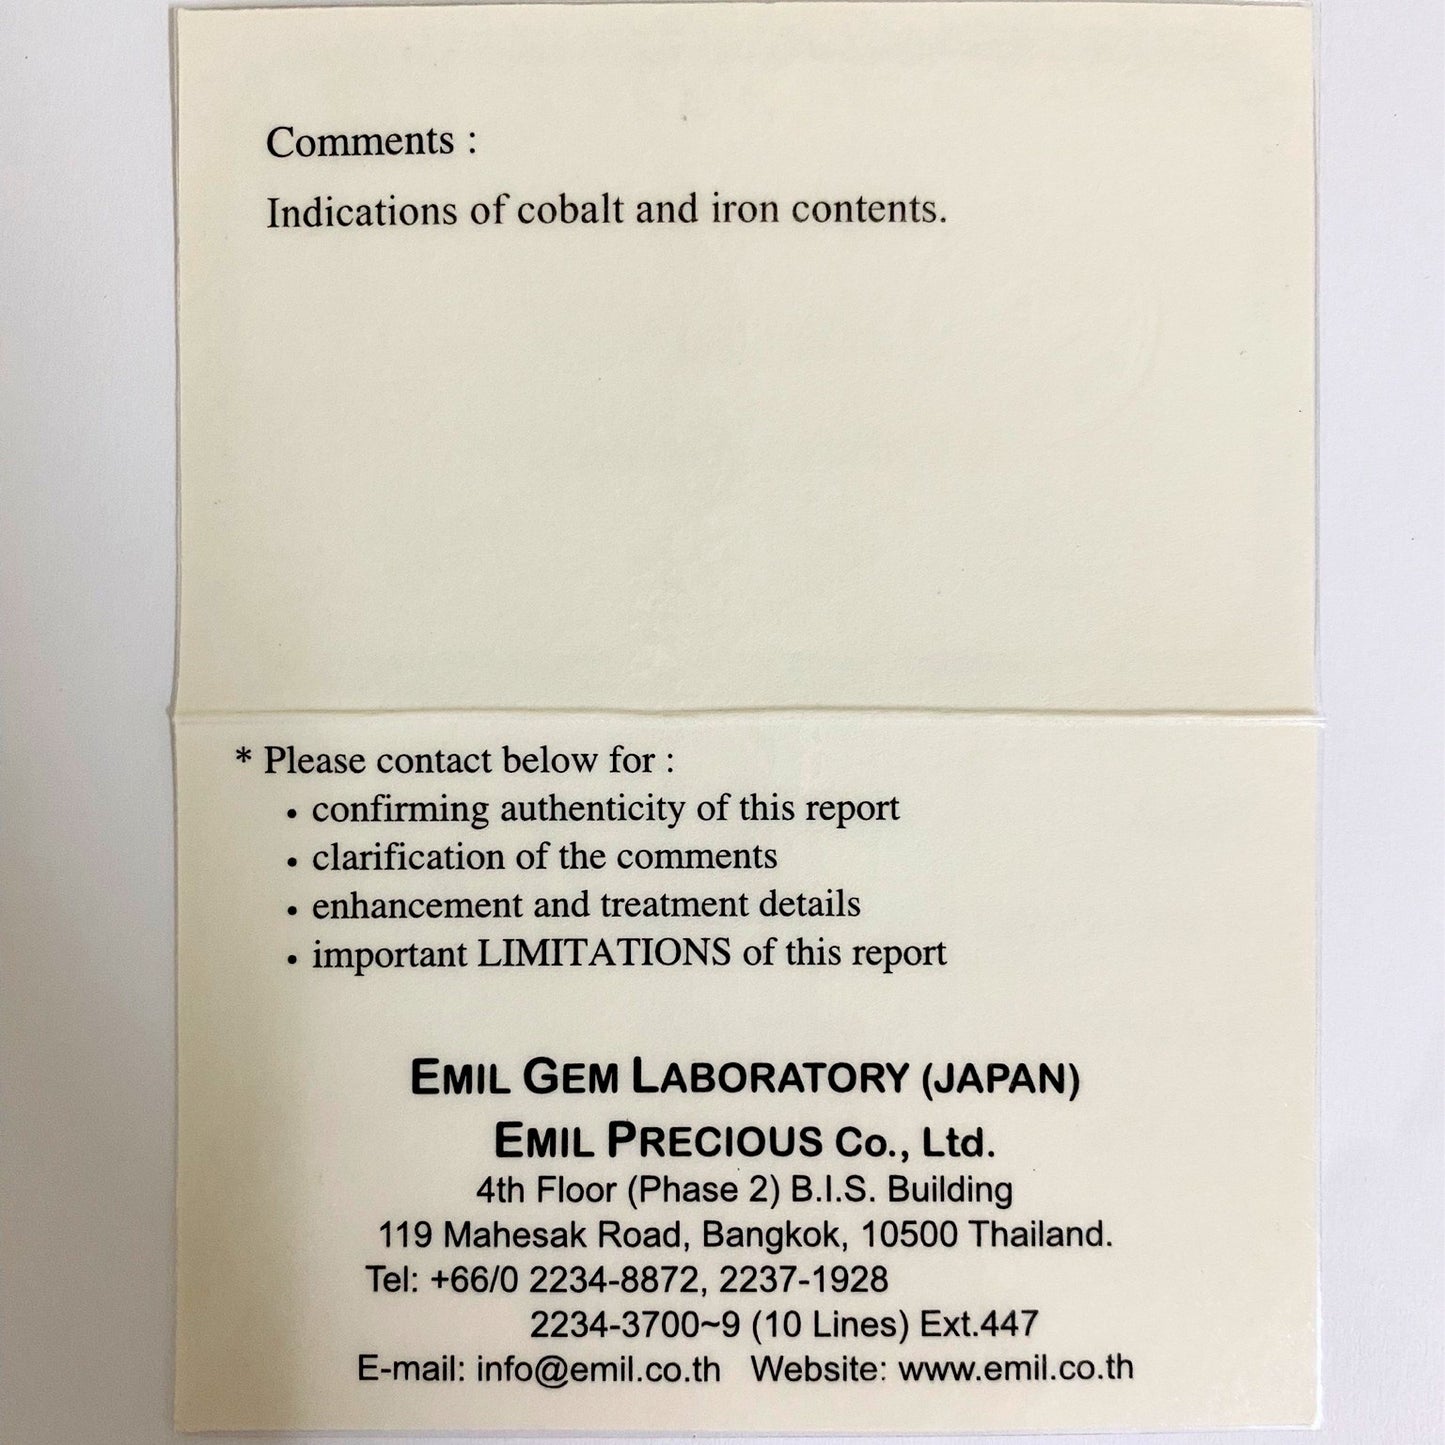 Comments :
Indications of cobalt and iron contents.
* Please contact below for :
• confirming authenticity of this report
• clarification of the comments
• enhancement and treatment details
• important LIMITATIONS of this report
EMIL GEM LABORATORY (JAPAN)
EMIL PRECIOUS Co., Ltd.
4th Floor (Phase 2) B.I.S. Building
119 Mahesak Road, Bangkok, 10500 Thailand.
Tel: +66/0 2234-8872, 2237-1928
2234-3700~9 (10 Lines) Ext.447
E-mail: info@emil.co.th Website: www.emil.co.th